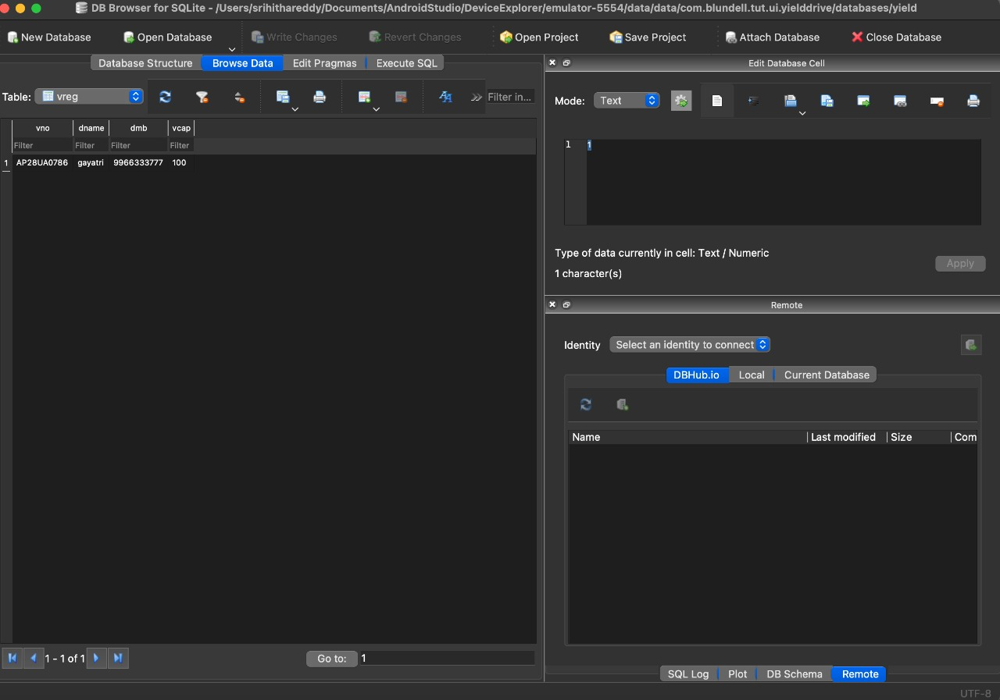 DB Browser for SQLite - /Users/srihithareddy/Documents/AndroidStudio/DeviceExplorer/emulator-5554/data/data/com.blundell.tut.ui.yielddrive/databases/yield
New Database Open Database Write Changes Revert Changes Open Project Save Project Attach Database Close Database
Database Structure Browse Data Edit Pragmas Execute SQL
Table: vreg Filter in...
vno dname dmb vcap
Filter Filter Filter Filter
1 AP28UA0786 gayatri 9966333777 100
1 - 1 of 1 Go to: 1
Edit Database Cell
Mode: Text
1 1
Type of data currently in cell: Text / Numeric
1 character(s)
Apply
Remote
Identity Select an identity to connect
DBHub.io Local Current Database
Name Last modified Size Com
SQL Log Plot DB Schema Remote
UTF-8